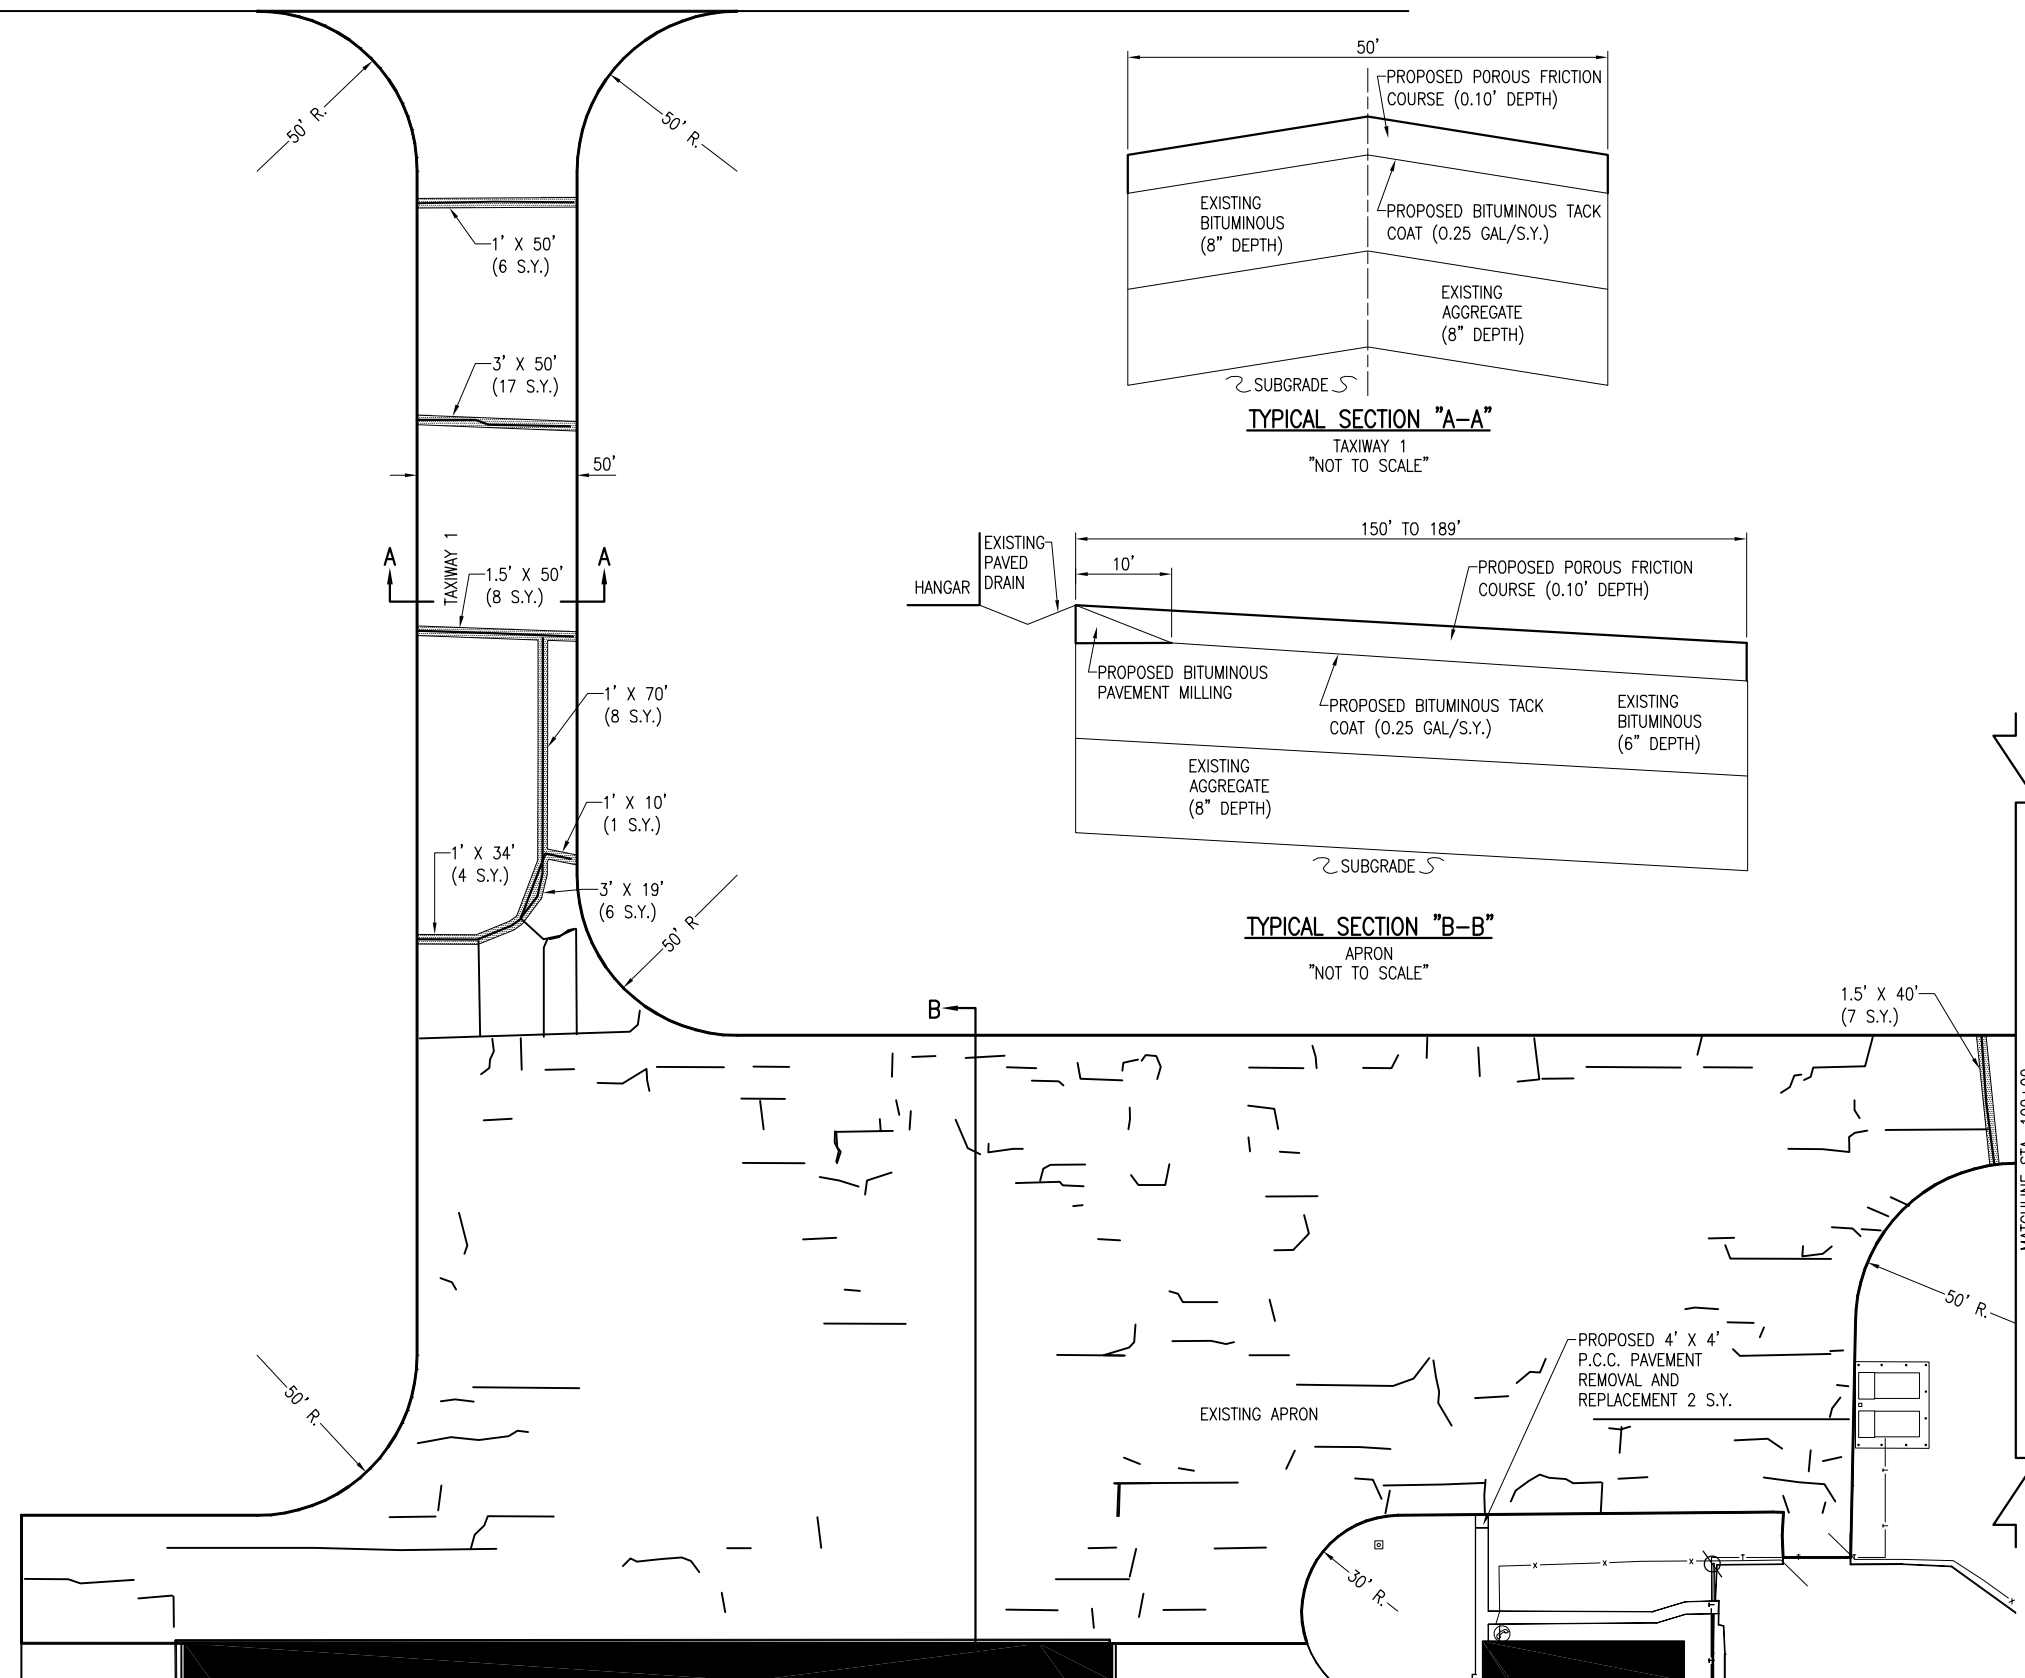 50' R.
50' R.
1' X 50'
(6 S.Y.)
3' X 50'
(17 S.Y.)
50'
A
A
TAXIWAY 1
1.5' X 50'
(8 S.Y.)
1' X 70'
(8 S.Y.)
1' X 10'
(1 S.Y.)
1' X 34'
(4 S.Y.)
3' X 19'
(6 S.Y.)
50' R
50'
PROPOSED POROUS FRICTION
COURSE (0.10' DEPTH)
EXISTING
BITUMINOUS
(8" DEPTH)
PROPOSED BITUMINOUS TACK
COAT (0.25 GAL/S.Y.)
EXISTING
AGGREGATE
(8" DEPTH)
SUBGRADE
TYPICAL SECTION "A-A"
TAXIWAY 1
"NOT TO SCALE"
150' TO 189'
EXISTING
PAVED
DRAIN
10'
HANGAR
PROPOSED POROUS FRICTION
COURSE (0.10' DEPTH)
PROPOSED BITUMINOUS
PAVEMENT MILLING
PROPOSED BITUMINOUS TACK
COAT (0.25 GAL/S.Y.)
EXISTING
BITUMINOUS
(6" DEPTH)
EXISTING
AGGREGATE
(8" DEPTH)
SUBGRADE
TYPICAL SECTION "B-B"
APRON
"NOT TO SCALE"
B
1.5' X 40'
(7 S.Y.)
50' R.
PROPOSED 4' X 4'
P.C.C. PAVEMENT
REMOVAL AND
REPLACEMENT 2 S.Y.
EXISTING APRON
50' R.
30' R.
X
X
X
X
T
T
T
T
T
T
T